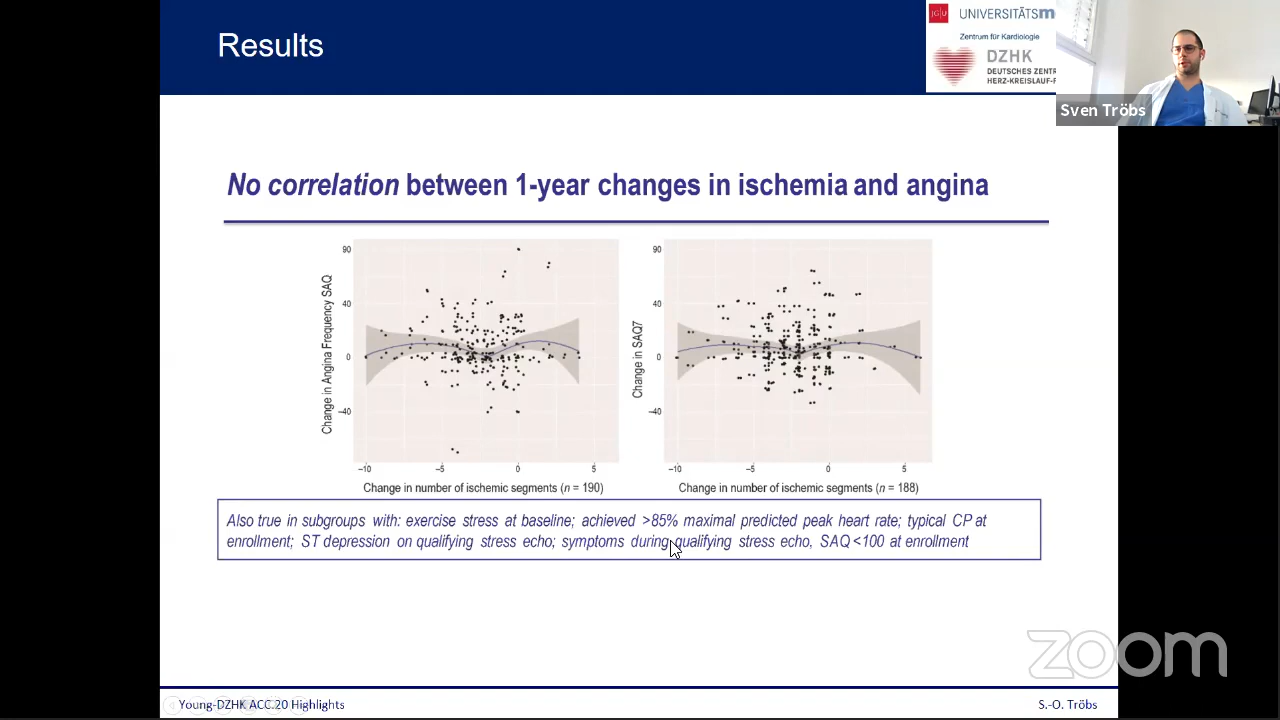 Results
JG|U UNIVERSITÄTSm
Zentrum für Kardiologie
DZHK
DEUTSCHES ZENTR
HERZ-KREISLAUF-F
Sven Tröbs
No correlation between 1-year changes in ischemia and angina
Change in Angina Frequency SAQ
90
40
0
−40
−10 −5 0 5
Change in number of ischemic segments (n = 190)
Change in SAQ7
90
40
0
−40
−10 −5 0 5
Change in number of ischemic segments (n = 188)
Also true in subgroups with: exercise stress at baseline; achieved >85% maximal predicted peak heart rate; typical CP at
enrollment; ST depression on qualifying stress echo; symptoms during qualifying stress echo, SAQ <100 at enrollment
zoom
Young-DZHK ACC.20 Highlights
S.-O. Tröbs